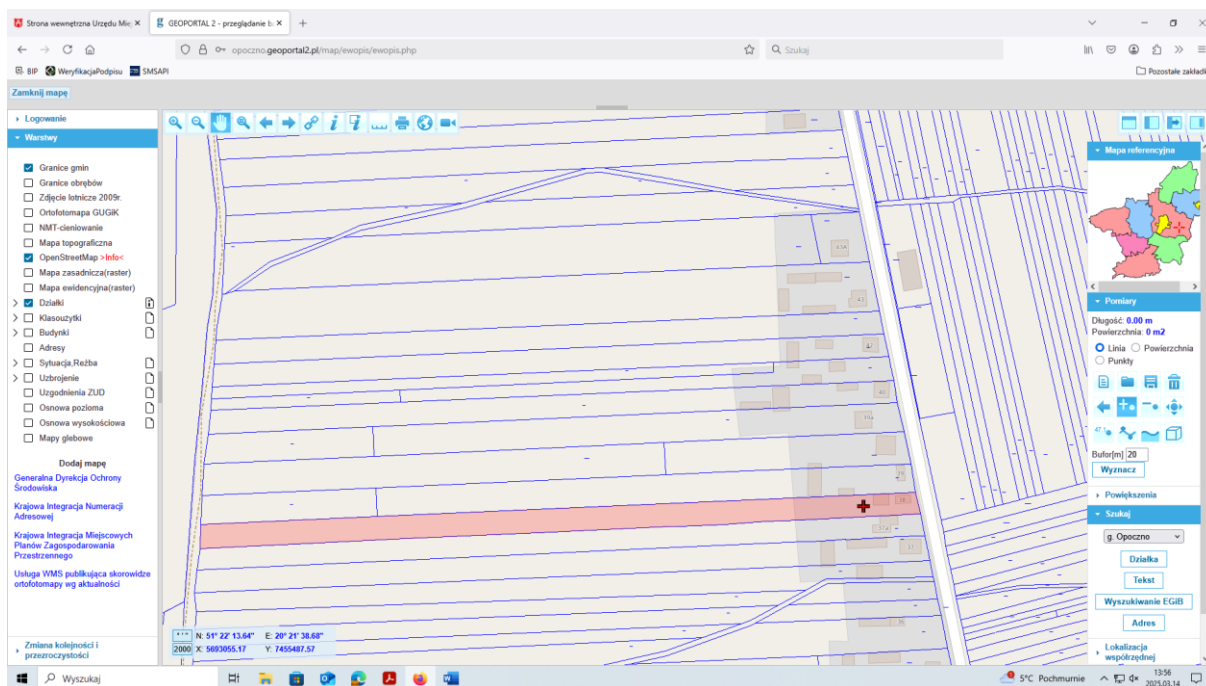 Strona wewnętrzna Urzędu Miej
GEOPORTAL 2 - przeglądanie b
opoczno.geoportal2.pl/map/ewopis/ewopis.php
Szukaj
BIP WeryfikacjaPodpisu SMSAPI
Pozostałe zakładk
Zamknij mapę
Logowanie
Warstwy
Granice gmin
Granice obrębów
Zdjęcie lotnicze 2009r.
Ortofotomapa GUGiK
NMT-cieniowanie
Mapa topograficzna
OpenStreetMap >Info<
Mapa zasadnicza(raster)
Mapa ewidencyjna(raster)
Działki
Klasoużytki
Budynki
Adresy
Sytuacja,Rzeźba
Uzbrojenie
Uzgodnienia ZUD
Osnowa pozioma
Osnowa wysokościowa
Mapy glebowe
Dodaj mapę
Generalna Dyrekcja Ochrony
Środowiska
Krajowa Integracja Numeracji
Adresowej
Krajowa Integracja Miejscowych
Planów Zagospodarowania
Przestrzennego
Usługa WMS publikująca skorowidze
ortofotomapy wg aktualności
Zmiana kolejności i
przezroczystości
43
42
N: 51° 22' 13.64" E: 20° 21' 38.68"
2000 X: 5693055.17 Y: 7455487.57
Mapa referencyjna
Pomiary
Długość: 0.00 m
Powierzchnia: 0 m2
Linia Powierzchnia
Punkty
Bufor[m] 20
Wyznacz
Powiększenia
Szukaj
g. Opoczno
Działka
Tekst
Wyszukiwanie EGiB
Adres
Lokalizacja
współrzędnej
Wyszukaj
5°C Pochmurnie
13:56
2025.03.14